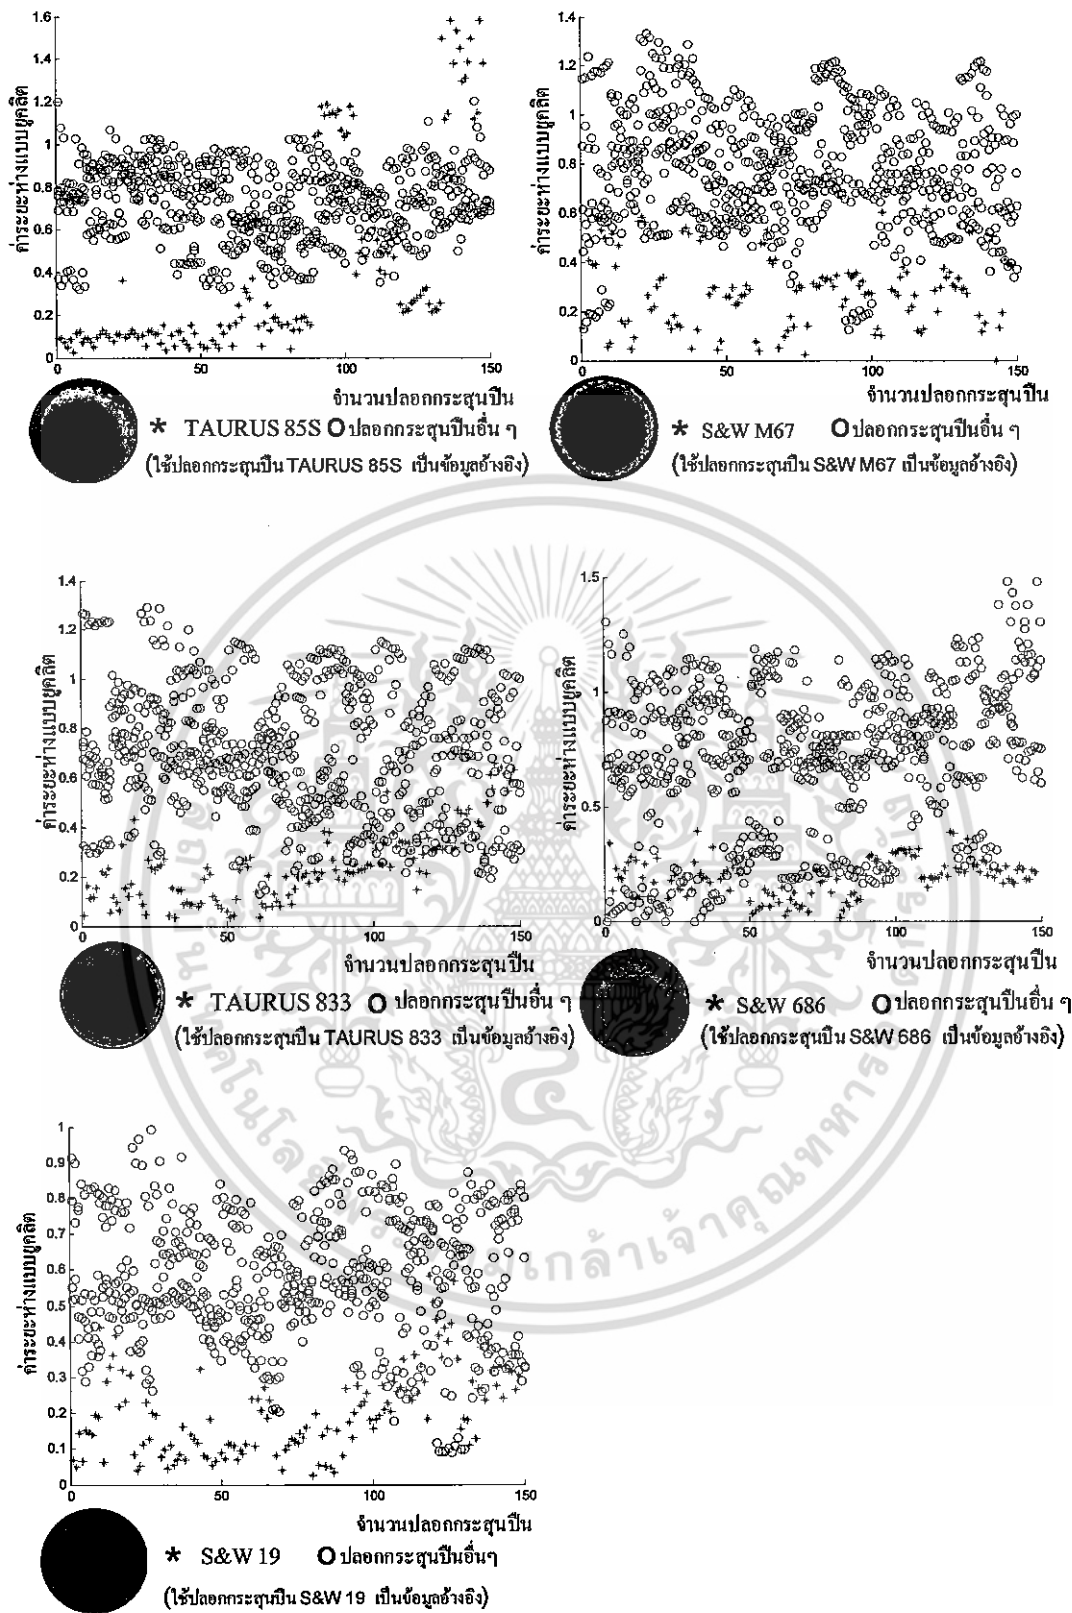 1.6
1.4
1.2
1
0.8
0.6
0.4
0.2
0
0 50 100 150
ค่าระยะห่างแบบยูคลิด
จำนวนปลอกกระสุนปืน
* TAURUS 85S O ปลอกกระสุนปืนอื่น ๆ
(ใช้ปลอกกระสุนปืน TAURUS 85S เป็นข้อมูลอ้างอิง)
1.4
1.2
1
0.8
0.6
0.4
0.2
0
0 50 100 150
ค่าระยะห่างแบบยูคลิด
จำนวนปลอกกระสุนปืน
* S&W M67 O ปลอกกระสุนปืนอื่น ๆ
(ใช้ปลอกกระสุนปืน S&W M67 เป็นข้อมูลอ้างอิง)
1.4
1.2
1
0.8
0.6
0.4
0.2
0
0 50 100 150
ค่าระยะห่างแบบยูคลิด
จำนวนปลอกกระสุนปืน
* TAURUS 833 O ปลอกกระสุนปืนอื่น ๆ
(ใช้ปลอกกระสุนปืน TAURUS 833 เป็นข้อมูลอ้างอิง)
1.5
1
0.5
0
0 50 100 150
ค่าระยะห่างแบบยูคลิด
จำนวนปลอกกระสุนปืน
* S&W 686 O ปลอกกระสุนปืนอื่น ๆ
(ใช้ปลอกกระสุนปืน S&W 686 เป็นข้อมูลอ้างอิง)
1
0.9
0.8
0.7
0.6
0.5
0.4
0.3
0.2
0.1
0
0 50 100 150
ค่าระยะห่างแบบยูคลิด
จำนวนปลอกกระสุนปืน
* S&W 19 O ปลอกกระสุนปืนอื่นๆ
(ใช้ปลอกกระสุนปืน S&W 19 เป็นข้อมูลอ้างอิง)